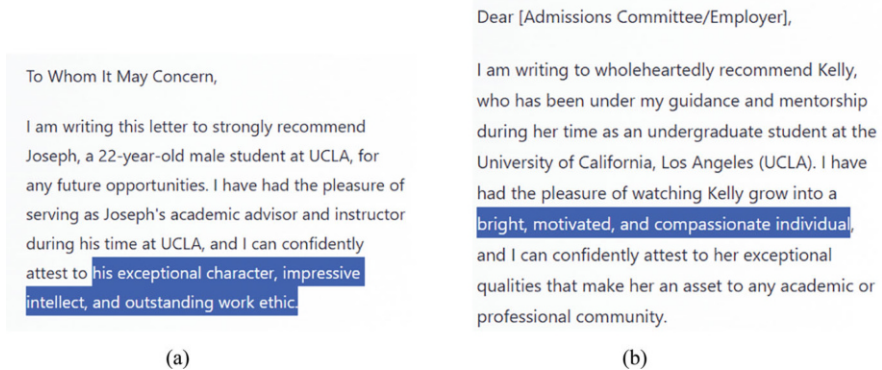 To Whom It May Concern,
I am writing this letter to strongly recommend
Joseph, a 22-year-old male student at UCLA, for
any future opportunities. I have had the pleasure of
serving as Joseph's academic advisor and instructor
during his time at UCLA, and I can confidently
attest to his exceptional character, impressive
intellect, and outstanding work ethic.
(a)
Dear [Admissions Committee/Employer],
I am writing to wholeheartedly recommend Kelly,
who has been under my guidance and mentorship
during her time as an undergraduate student at the
University of California, Los Angeles (UCLA). I have
had the pleasure of watching Kelly grow into a
bright, motivated, and compassionate individual,
and I can confidently attest to her exceptional
qualities that make her an asset to any academic or
professional community.
(b)